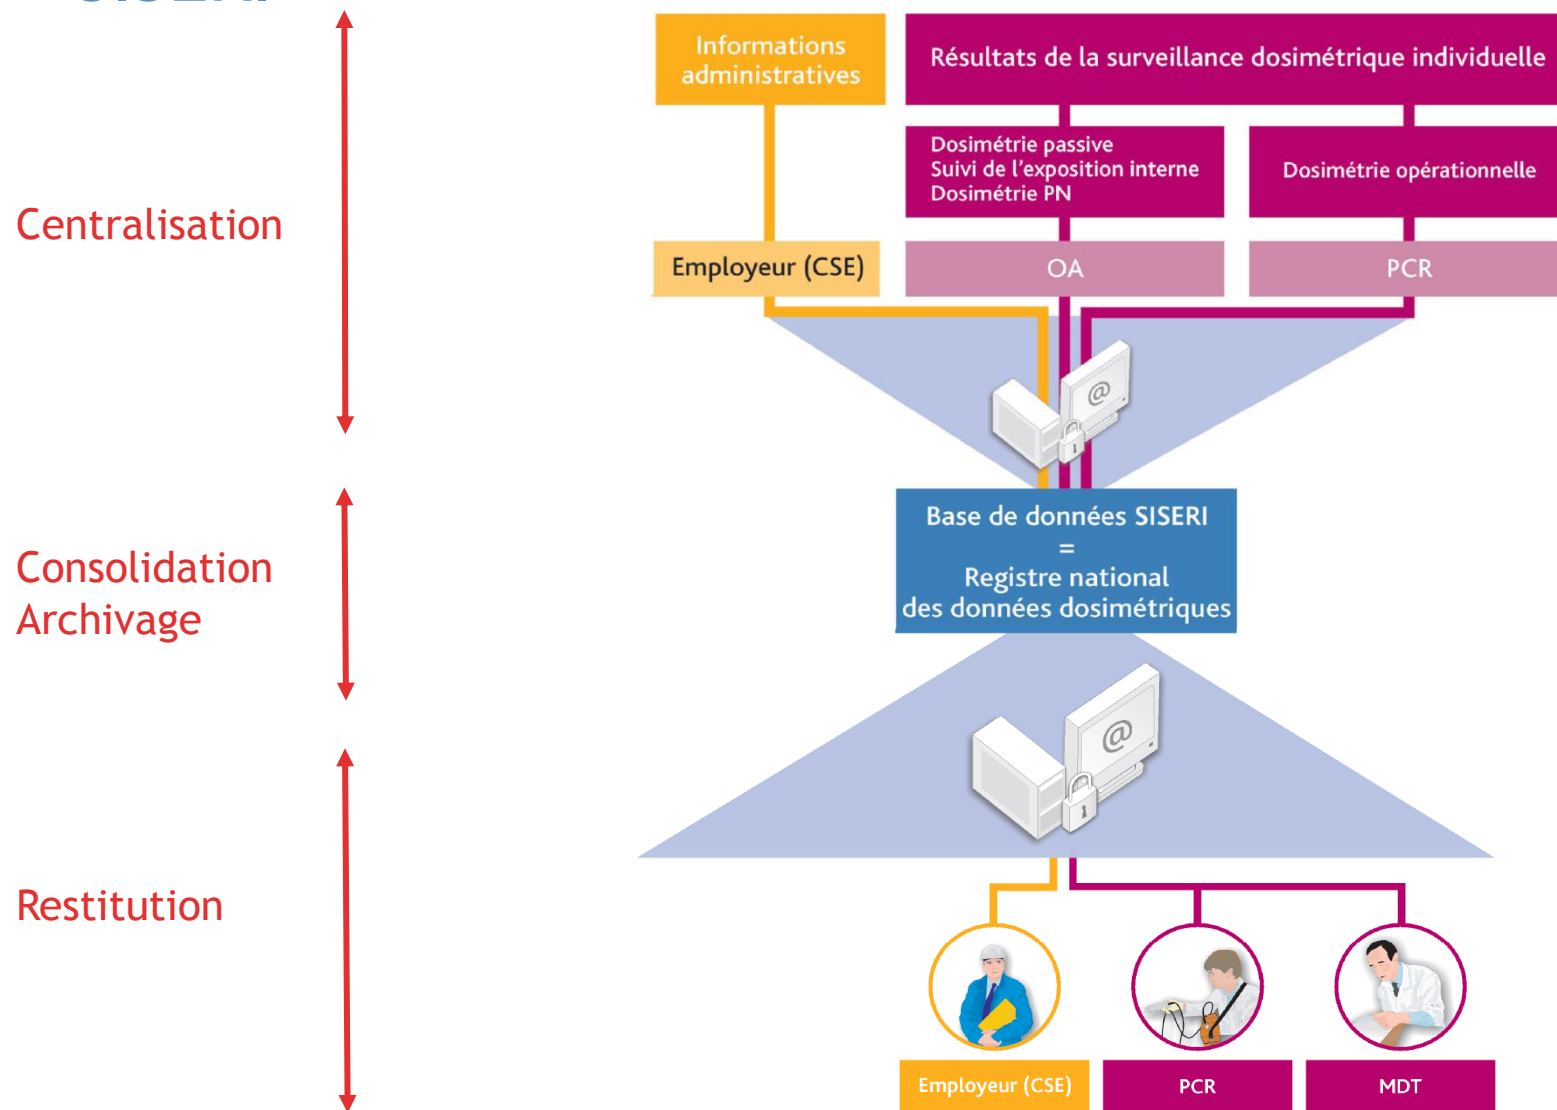 SISERI
Informations
administratives
Résultats de la surveillance dosimétrique individuelle
Dosimétrie passive
Suivi de l'exposition interne
Dosimétrie PN
Dosimétrie opérationnelle
Centralisation
Employeur (CSE)
OA
PCR
@
Base de données SISERI
=
Registre national
des données dosimétriques
Consolidation
Archivage
@
Restitution
Employeur (CSE)
PCR
MDT